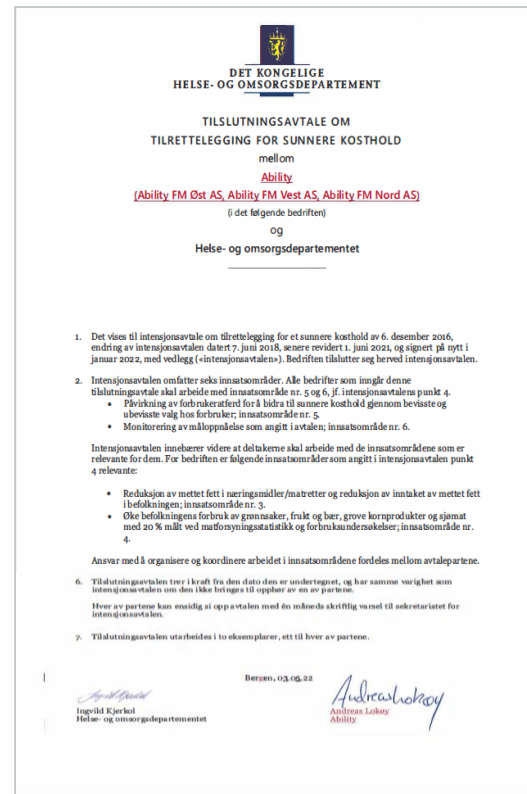 DET KONGELIGE
HELSE- OG OMSORGSDEPARTEMENT
TILSLUTNINGSAVTALE OM
TILRETTELEGGING FOR SUNNERE KOSTHOLD
mellom
Ability
(Ability FM Øst AS, Ability FM Vest AS, Ability FM Nord AS)
(i det følgende bedriften)
og
Helse- og omsorgsdepartementet
1. Det vises til intensjonsavtale om tilrettelegging for et sunnere kosthold av 6. desember 2016,
endring av intensjonsavtalen datert 7. juni 2018, senere revidert 1. juni 2021, og signert på nytt i
januar 2022, med vedlegg («intensjonsavtalen»). Bedriften tilslutter seg herved intensjonsavtalen.
2. Intensjonsavtalen omfatter seks innsatsområder. Alle bedrifter som inngår denne
tilslutningsavtale skal arbeide med innsatsområde nr. 5 og 6, jf. intensjonsavtalens punkt 4.
• Påvirkning av forbrukeratferd for å bidra til sunnere kosthold gjennom bevisste og
ubevisste valg hos forbruker; innsatsområde nr. 5.
• Monitorering av måloppnåelse som angitt i avtalen; innsatsområde nr. 6.
Intensjonsavtalen innebærer videre at deltakerne skal arbeide med de innsatsområdene som er
relevante for dem. For bedriften er følgende innsatsområder som angitt i intensjonsavtalen punkt
4 relevante:
• Reduksjon av mettet fett i næringsmidler/matretter og reduksjon av inntaket av mettet fett
i befolkningen; innsatsområde nr. 3.
• Øke befolkningens forbruk av grønnsaker, frukt og bær, grove kornprodukter og sjømat
med 20 % målt ved matforsyningsstatistikk og forbruksundersøkelser; innsatsområde nr.
4.
Ansvar med å organisere og koordinere arbeidet i innsatsområdene fordeles mellom avtalepartene.
6. Tilslutningsavtalen trer i kraft fra den dato den er undertegnet, og har samme varighet som
intensjonsavtalen om den ikke bringes til opphør av en av partene.
Hver av partene kan ensidig si opp avtalen med én måneds skriftlig varsel til sekretariatet for
intensjonsavtalen.
7. Tilslutningsavtalen utarbeides i to eksemplarer, ett til hver av partene.
Bergen, 03.05.22
Ingvild Kjerkol
Andreas Lokøy
Ingvild Kjerkol
Helse- og omsorgsdepartementet
Andreas Lokøy
Ability